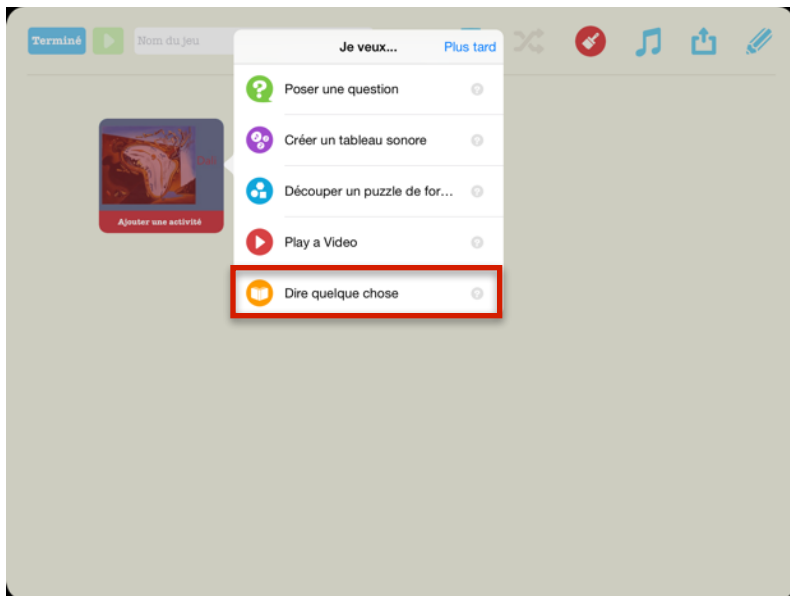 Terminé
Nom du jeu
Je veux...
Plus tard
Poser une question
Créer un tableau sonore
Découper un puzzle de for...
Play a Video
Dire quelque chose
Dali
Ajouter une activité